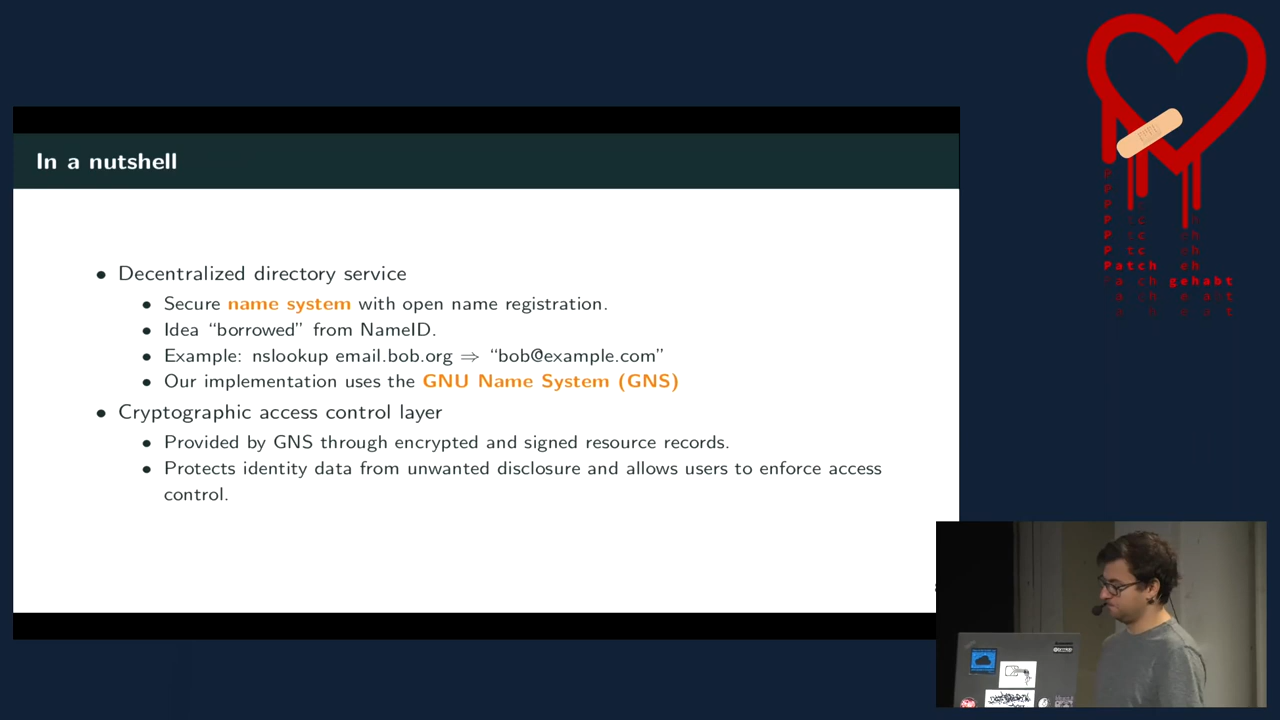 In a nutshell
• Decentralized directory service
• Secure name system with open name registration.
• Idea “borrowed” from NameID.
• Example: nslookup email.bob.org ⇒ “bob@example.com”
• Our implementation uses the GNU Name System (GNS)
• Cryptographic access control layer
• Provided by GNS through encrypted and signed resource records.
• Protects identity data from unwanted disclosure and allows users to enforce access
control.
Patch
gehabt